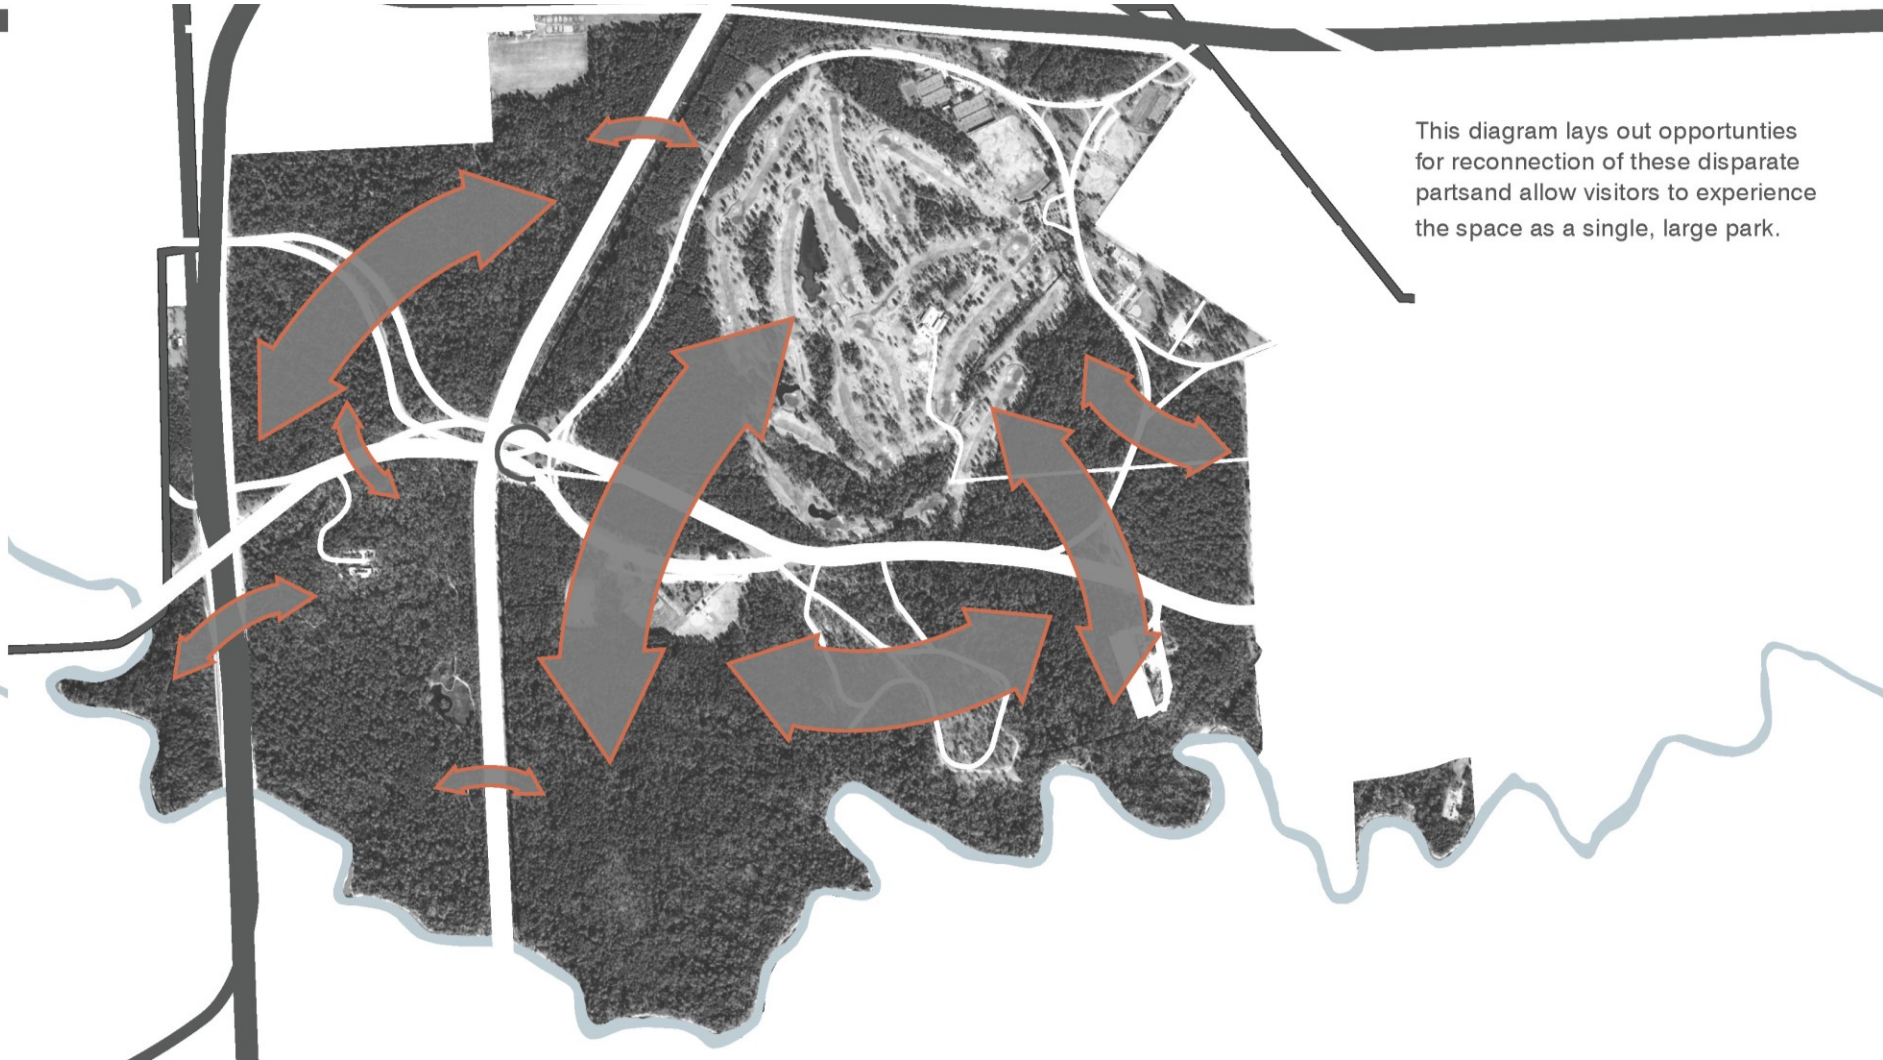 This diagram lays out opportunties
for reconnection of these disparate
partsand allow visitors to experience
the space as a single, large park.